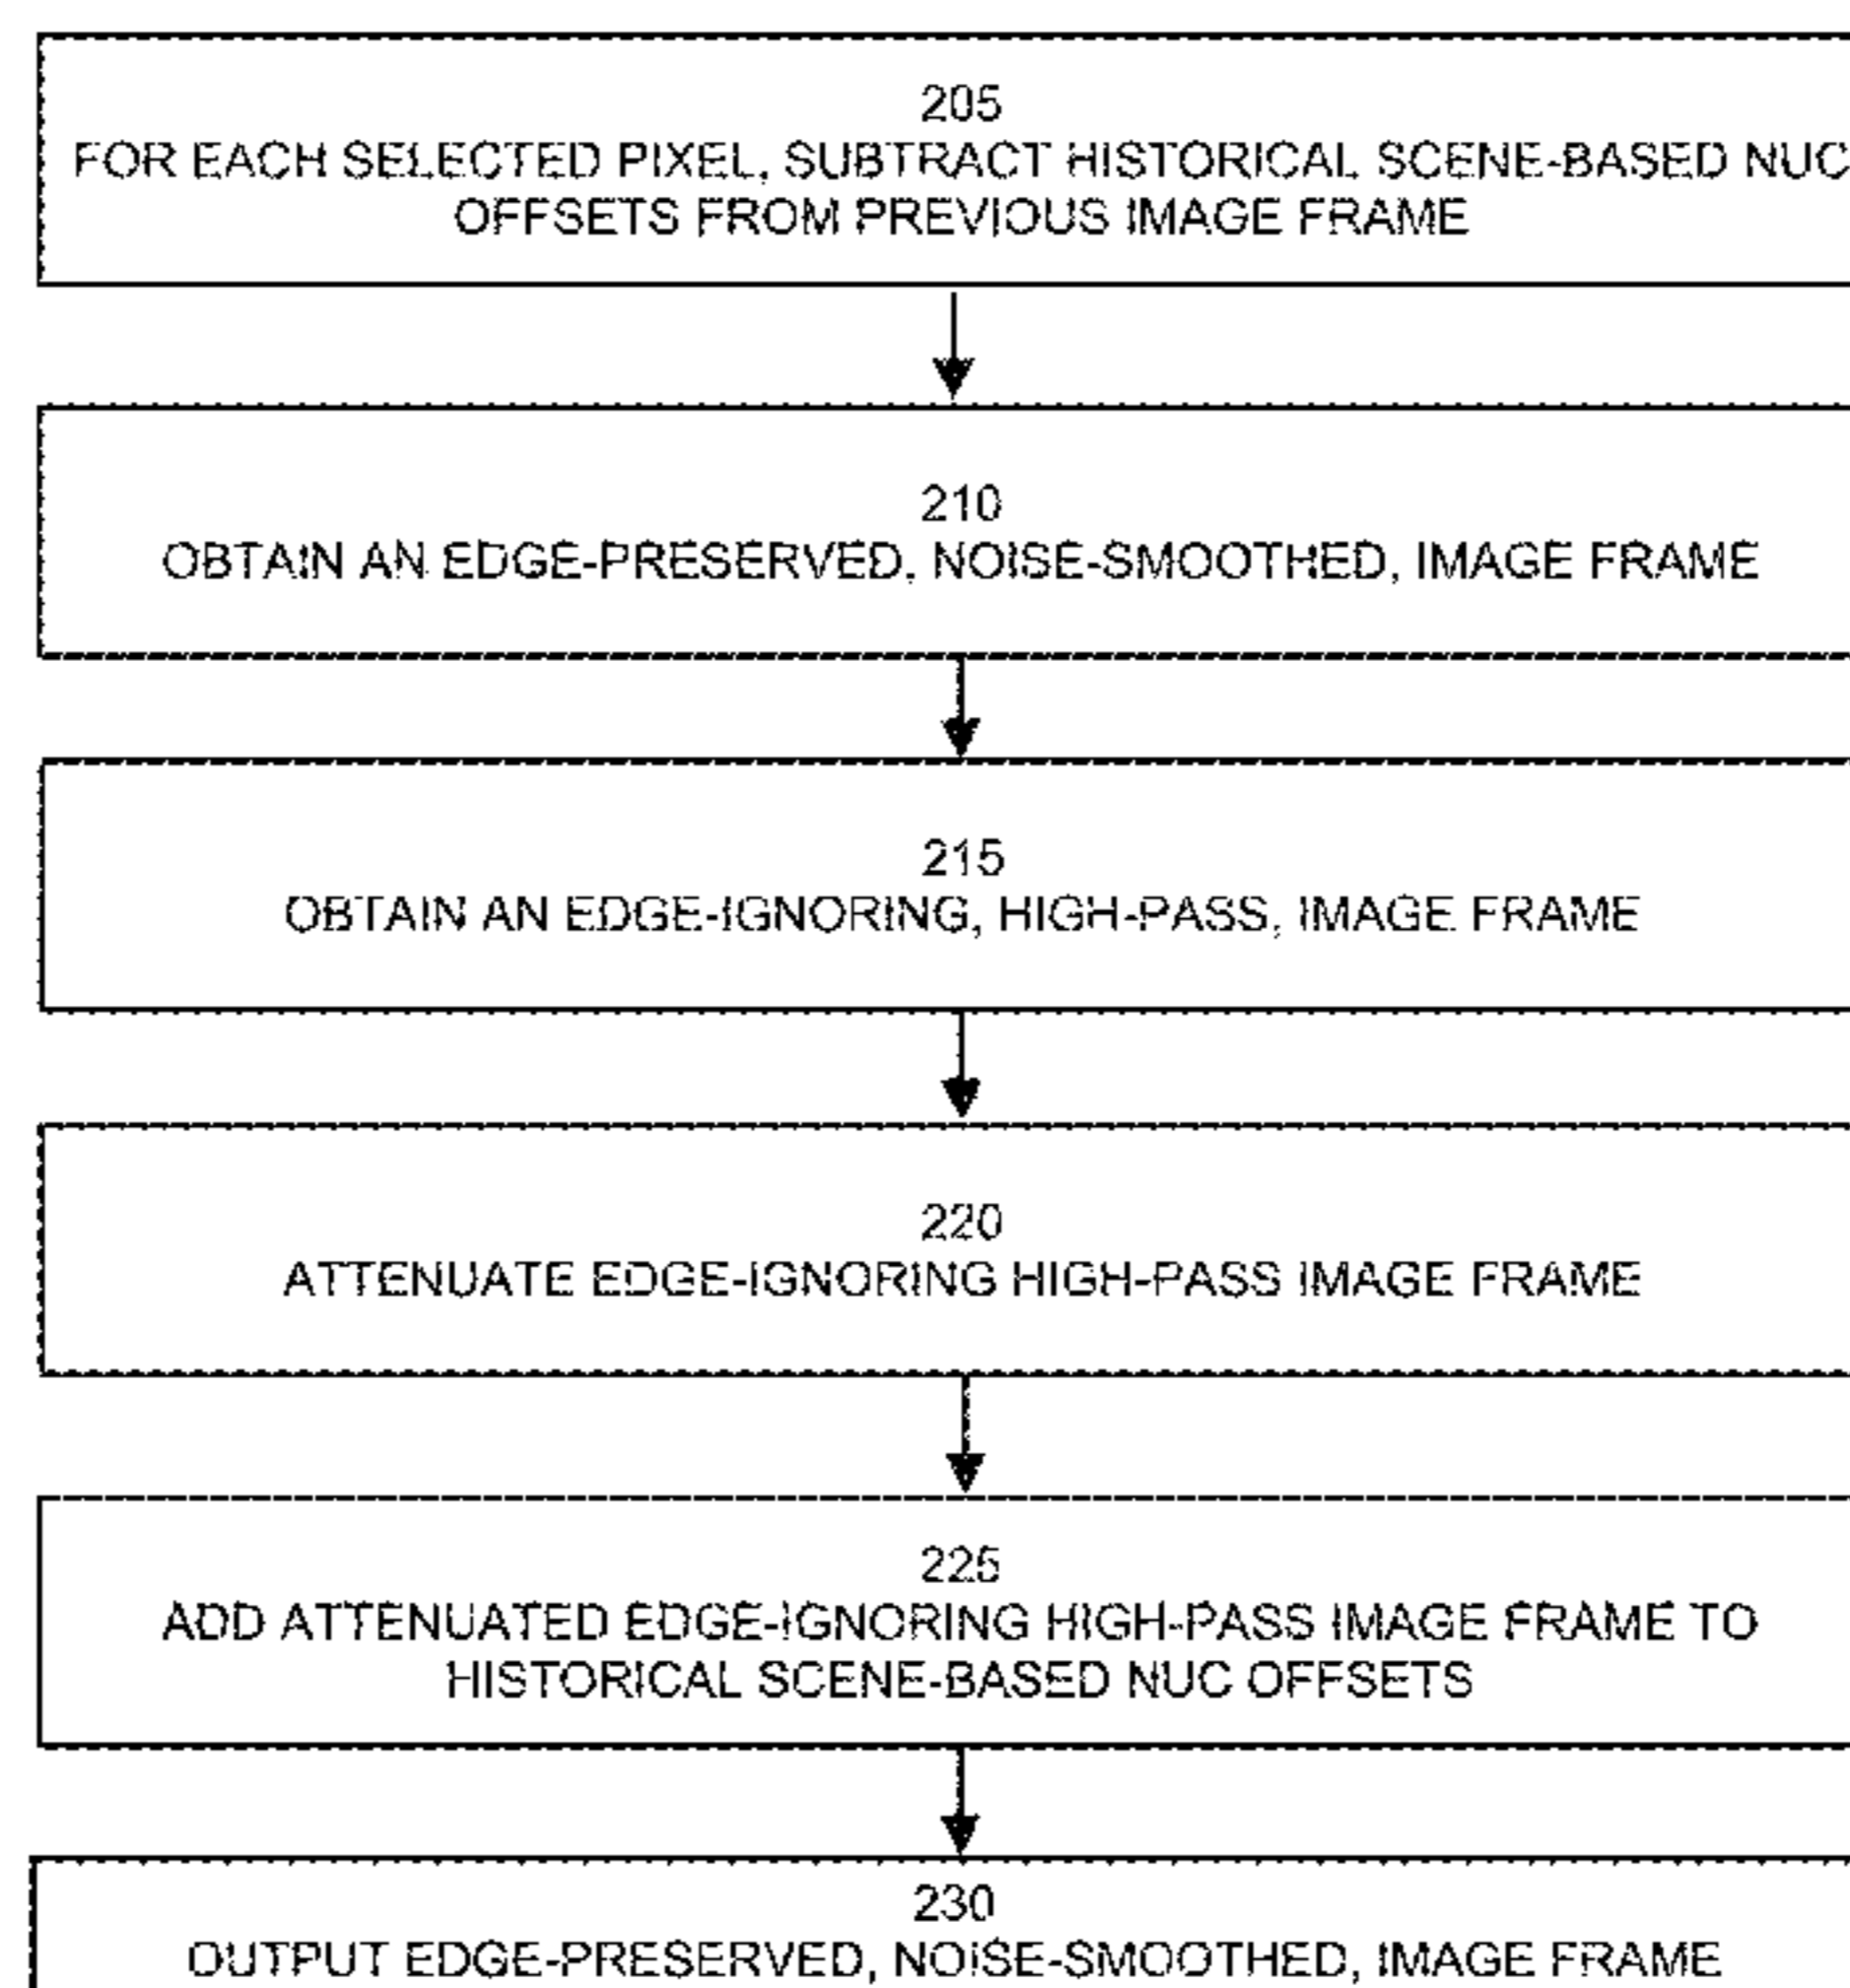 205
FOR EACH SELECTED PIXEL, SUBTRACT HISTORICAL SCENE-BASED NUC
OFFSETS FROM PREVIOUS IMAGE FRAME
210
OBTAIN AN EDGE-PRESERVED, NOISE-SMOOTHED, IMAGE FRAME
215
OBTAIN AN EDGE-IGNORING, HIGH-PASS, IMAGE FRAME
220
ATTENUATE EDGE-IGNORING HIGH-PASS IMAGE FRAME
225
ADD ATTENUATED EDGE-IGNORING HIGH-PASS IMAGE FRAME TO
HISTORICAL SCENE-BASED NUC OFFSETS
230
OUTPUT EDGE-PRESERVED, NOISE-SMOOTHED, IMAGE FRAME